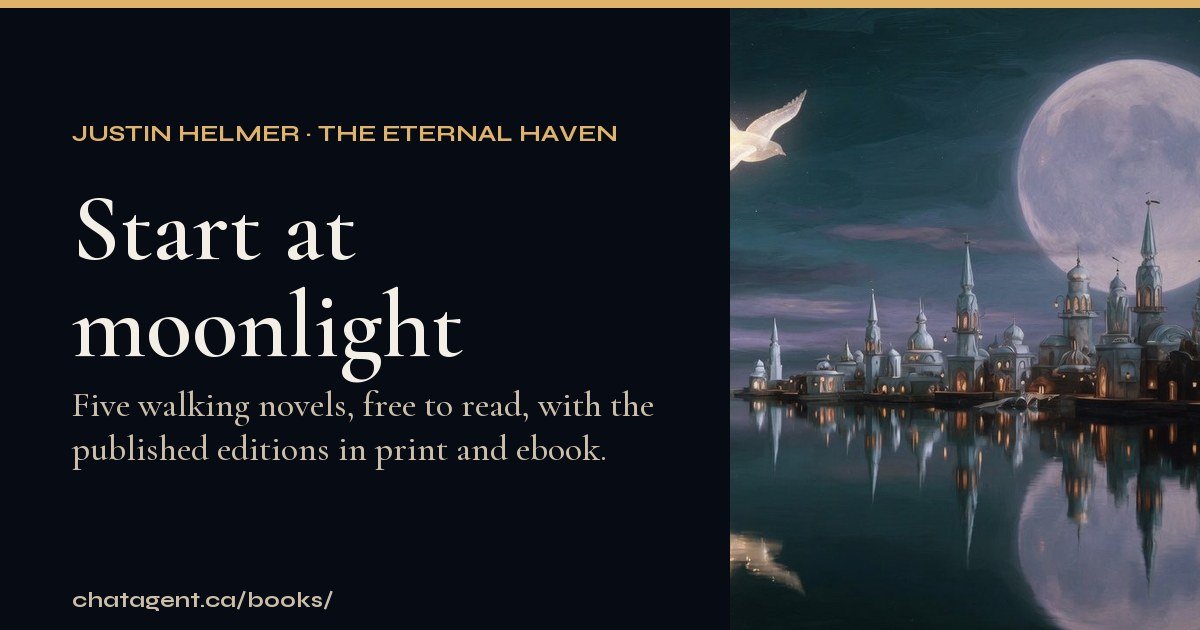 JUSTIN HELMER · THE ETERNAL HAVEN
Start at
moonlight
Five walking novels, free to read, with the
published editions in print and ebook.
chatagent.ca/books/